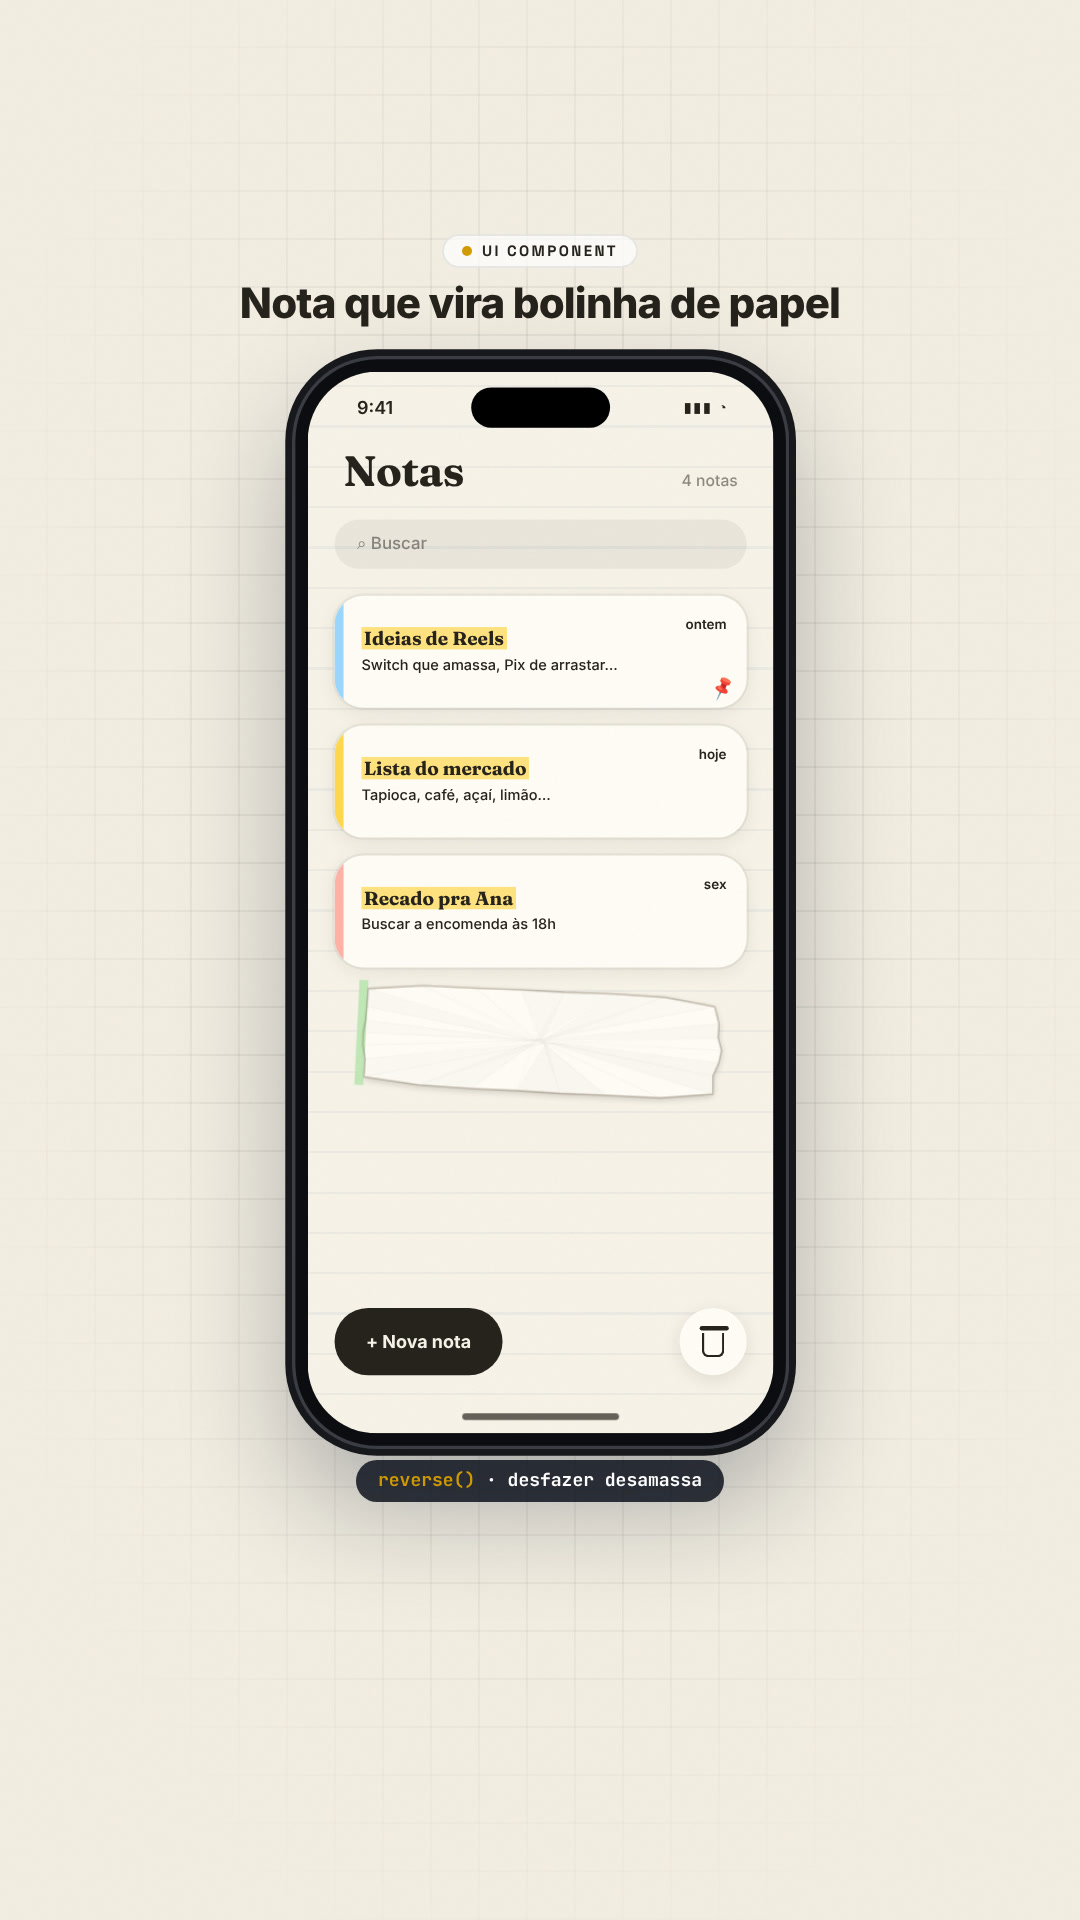 UI COMPONENT
Nota que vira bolinha de papel
9:41
Notas
4 notas
Buscar
ontem
Ideias de Reels
Switch que amassa, Pix de arrastar...
hoje
Lista do mercado
Tapioca, café, açaí, limão...
sex
Recado pra Ana
Buscar a encomenda às 18h
+ Nova nota
reverse() · desfazer desamassa